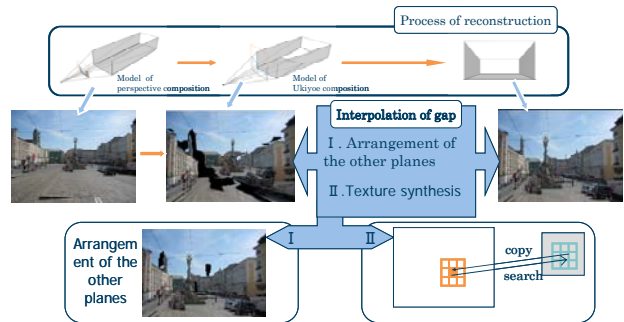 Process of reconstruction
Model of
perspective composition
Model of
Ukiyoe composition
Interpolation of gap
Ⅰ. Arrangement of
the other planes
Ⅱ.Texture synthesis
Ⅰ
Ⅱ
Arrangem
ent of the
other
planes
copy
search